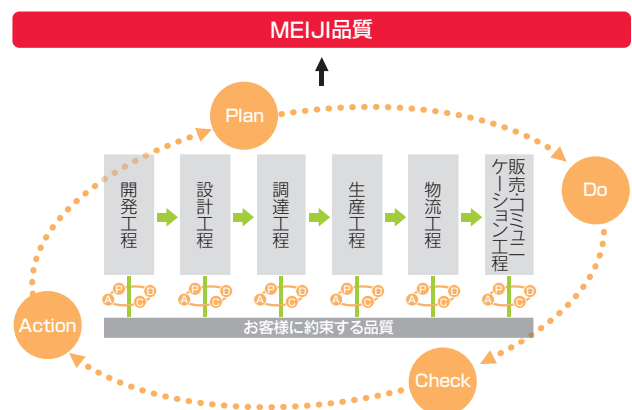 MEIJI品質
Plan
Do
開発工程
設計工程
調達工程
生産工程
物流工程
販売・コミュニ
ケーション工程
P D
A C
P D
A C
P D
A C
P D
A C
P D
A C
P D
A C
お客様に約束する品質
Action
Check